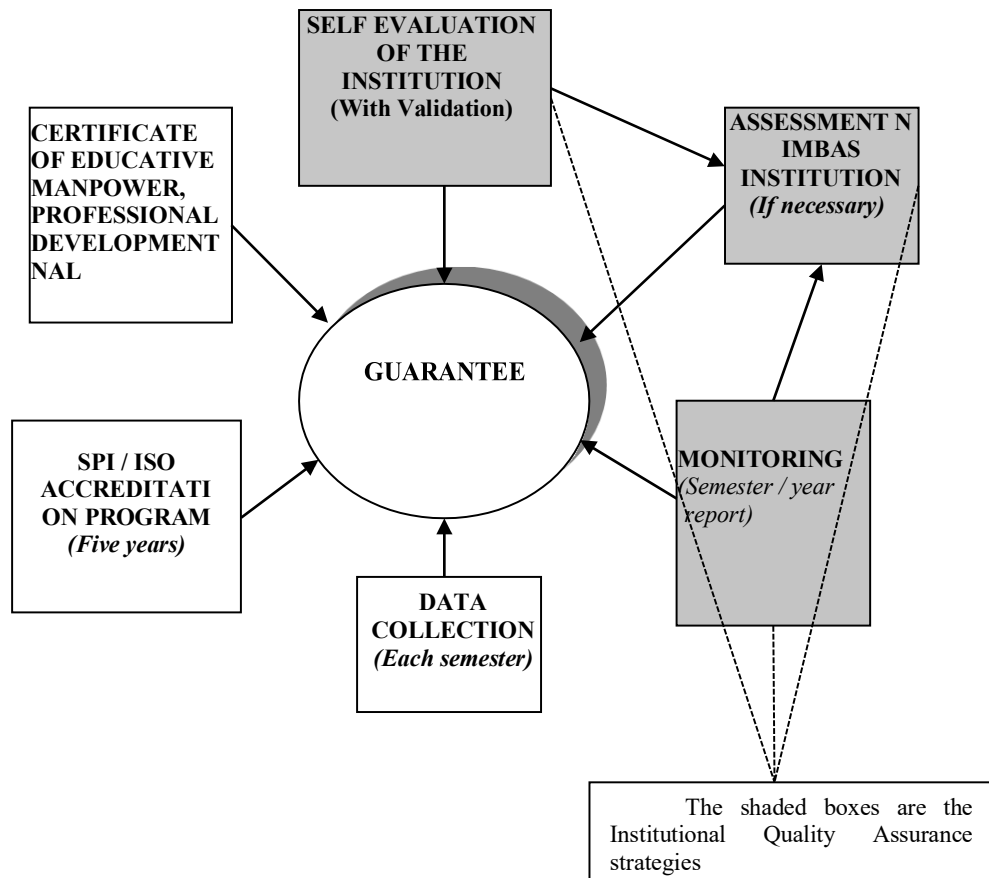 SELF EVALUATION
OF THE
INSTITUTION
(With Validation)
CERTIFICATE
OF EDUCATIVE
MANPOWER,
PROFESSIONAL
DEVELOPMENT
NAL
ASSESSMENT N
IMBAS
INSTITUTION
(If necessary)
GUARANTEE
SPI / ISO
ACCREDITATI
ON PROGRAM
(Five years)
MONITORING
(Semester / year
report)
DATA
COLLECTION
(Each semester)
The shaded boxes are the
Institutional Quality Assurance
strategies